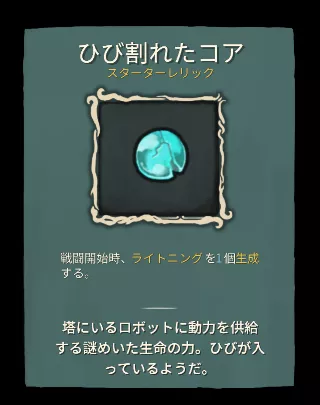 ひび割れたコア
スターターレリック
戦闘開始時、ライトニングを1個生成
する。
塔にいるロボットに動力を供給
する謎めいた生命の力。ひびが入
っているようだ。